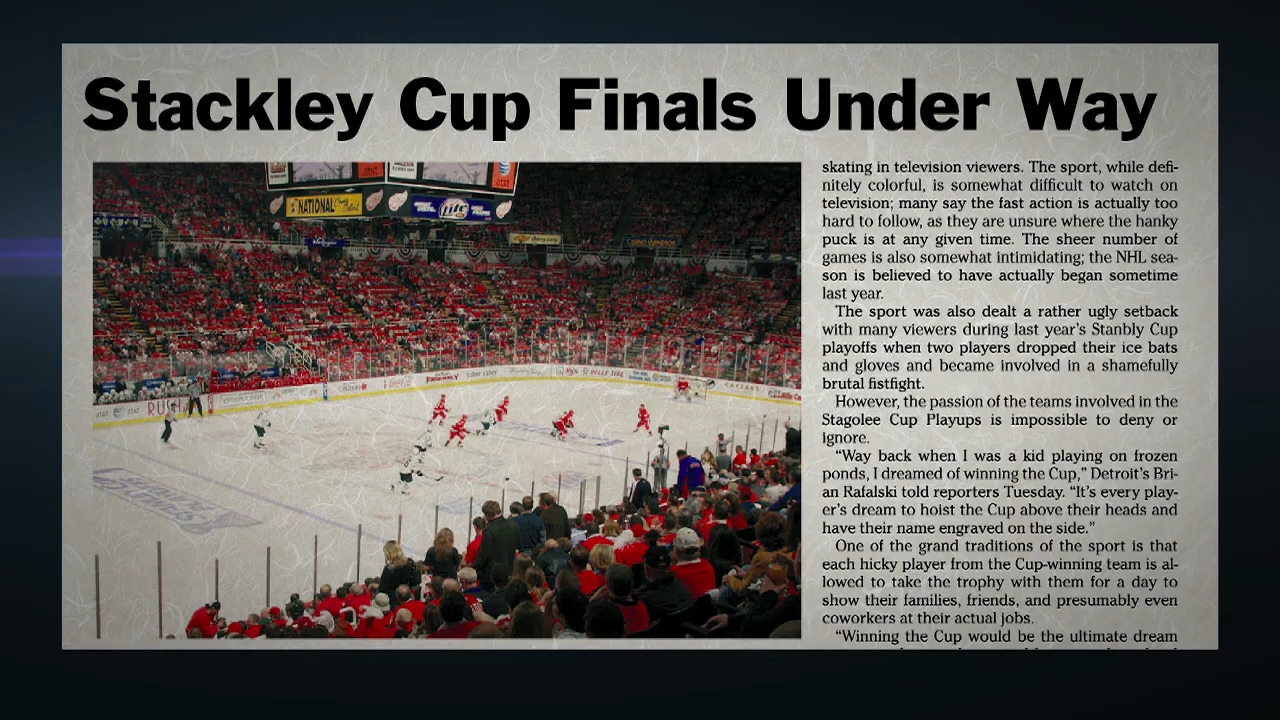 Stackley Cup Finals Under Way
NATIONAL
Lite
at&t
RUSH
skating in television viewers. The sport, while defi-
nitely colorful, is somewhat difficult to watch on
television; many say the fast action is actually too
hard to follow, as they are unsure where the hanky
puck is at any given time. The sheer number of
games is also somewhat intimidating; the NHL sea-
son is believed to have actually began sometime
last year.
The sport was also dealt a rather ugly setback
with many viewers during last year's Stanbly Cup
playoffs when two players dropped their ice bats
and gloves and became involved in a shamefully
brutal fistfight.
However, the passion of the teams involved in the
Stagolee Cup Playups is impossible to deny or
ignore.
"Way back when I was a kid playing on frozen
ponds, I dreamed of winning the Cup," Detroit's Bri-
an Rafalski told reporters Tuesday. "It's every play-
er's dream to hoist the Cup above their heads and
have their name engraved on the side."
One of the grand traditions of the sport is that
each hicky player from the Cup-winning team is al-
lowed to take the trophy with them for a day to
show their families, friends, and presumably even
coworkers at their actual jobs.
"Winning the Cup would be the ultimate dream